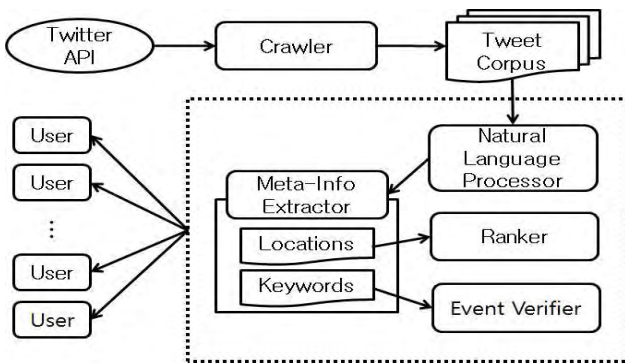 Twitter
API
Crawler
Tweet
Corpus
User
User
⋮
User
User
Natural
Language
Processor
Meta-Info
Extractor
Locations
Keywords
Ranker
Event Verifier